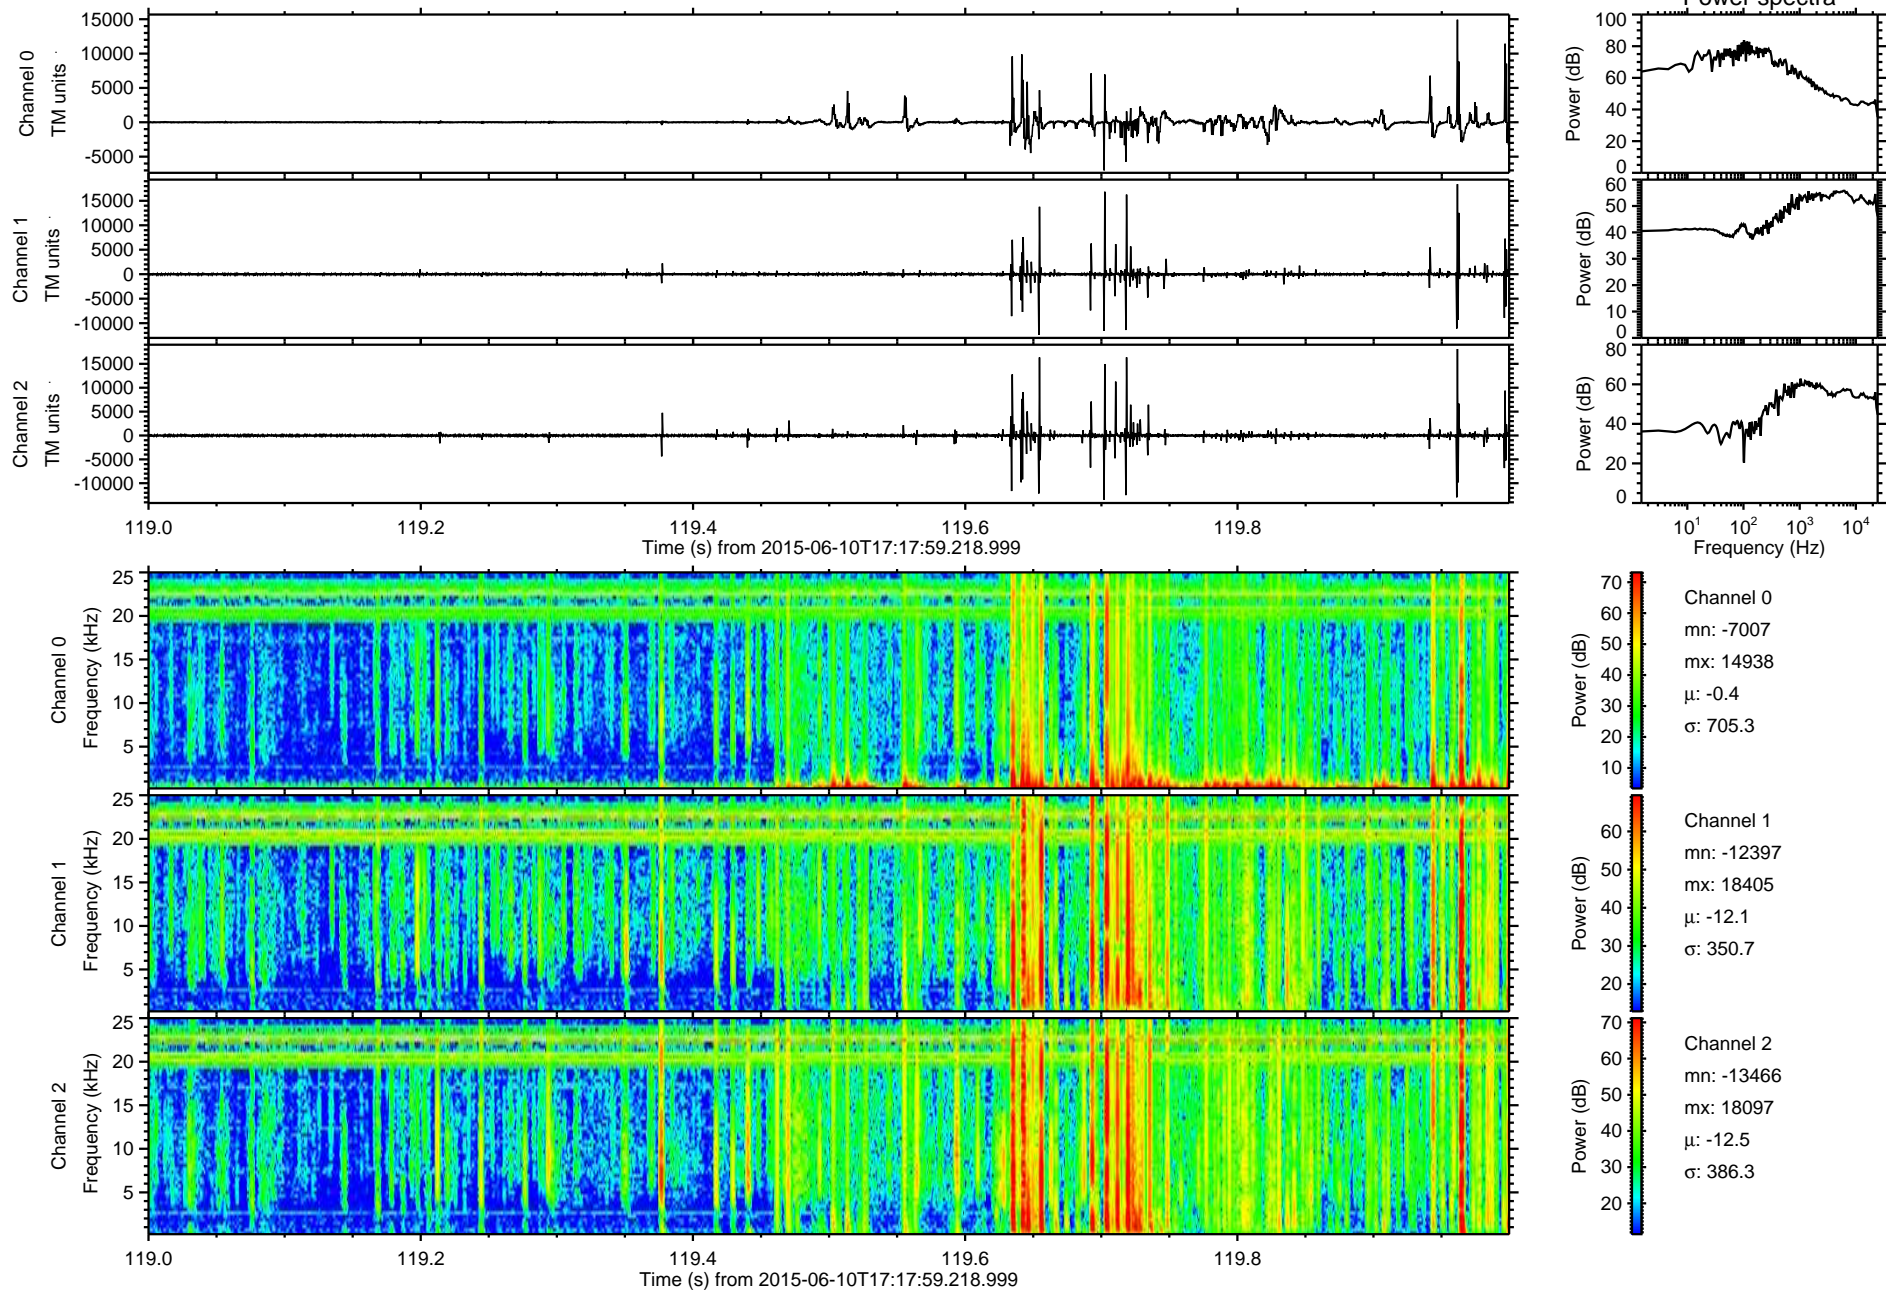 Power spectra
Channel 0
TM units
15000
10000
5000
0
-5000
Power (dB)
100
80
60
40
20
0
Channel 1
TM units
15000
10000
5000
0
-5000
-10000
Power (dB)
60
50
40
30
20
10
0
Channel 2
TM units
15000
10000
5000
0
-5000
-10000
Power (dB)
80
60
40
20
0
119.0 119.2 119.4 119.6 119.8
Time (s) from 2015-06-10T17:17:59.218.999
10¹ 10² 10³ 10⁴
Frequency (Hz)
Channel 0
Frequency (kHz)
25
20
15
10
5
Power (dB)
70
60
50
40
30
20
10
Channel 0
mn: -7007
mx: 14938
μ: -0.4
σ: 705.3
Channel 1
Frequency (kHz)
25
20
15
10
5
Power (dB)
60
50
40
30
20
Channel 1
mn: -12397
mx: 18405
μ: -12.1
σ: 350.7
Channel 2
Frequency (kHz)
25
20
15
10
5
Power (dB)
70
60
50
40
30
20
Channel 2
mn: -13466
mx: 18097
μ: -12.5
σ: 386.3
119.0 119.2 119.4 119.6 119.8
Time (s) from 2015-06-10T17:17:59.218.999